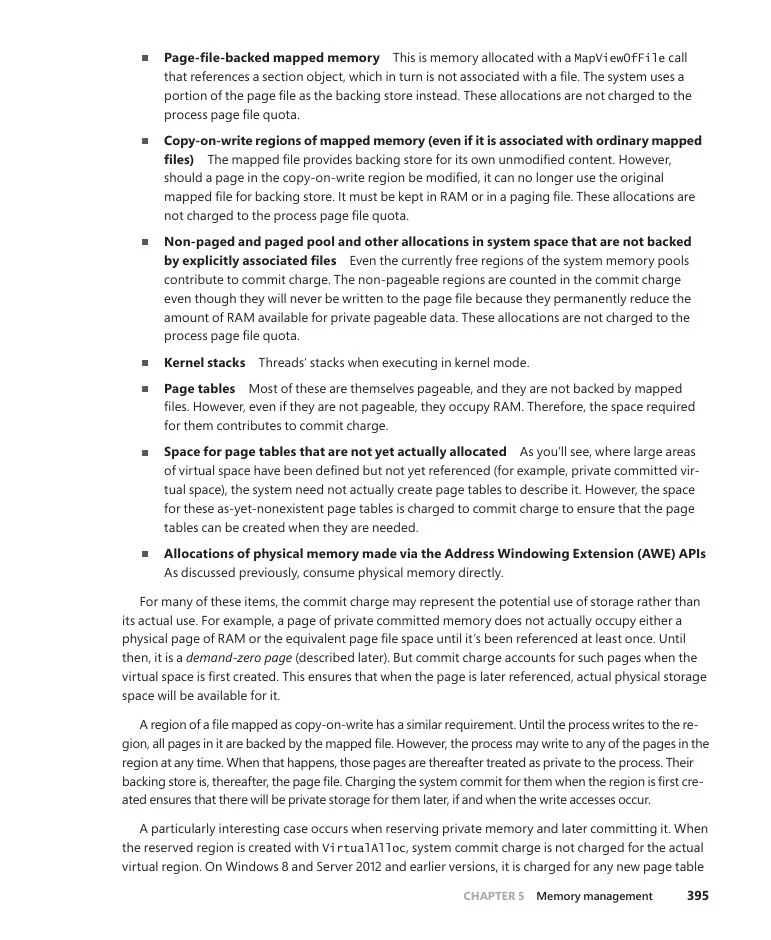 ■ Page-file-backed mapped memory This is memory allocated with a MapViewOfFile call
that references a section object, which in turn is not associated with a file. The system uses a
portion of the page file as the backing store instead. These allocations are not charged to the
process page file quota.
■ Copy-on-write regions of mapped memory (even if it is associated with ordinary mapped
files) The mapped file provides backing store for its own unmodified content. However,
should a page in the copy-on-write region be modified, it can no longer use the original
mapped file for backing store. It must be kept in RAM or in a paging file. These allocations are
not charged to the process page file quota.
■ Non-paged and paged pool and other allocations in system space that are not backed
by explicitly associated files Even the currently free regions of the system memory pools
contribute to commit charge. The non-pageable regions are counted in the commit charge
even though they will never be written to the page file because they permanently reduce the
amount of RAM available for private pageable data. These allocations are not charged to the
process page file quota.
■ Kernel stacks Threads’ stacks when executing in kernel mode.
■ Page tables Most of these are themselves pageable, and they are not backed by mapped
files. However, even if they are not pageable, they occupy RAM. Therefore, the space required
for them contributes to commit charge.
■ Space for page tables that are not yet actually allocated As you’ll see, where large areas
of virtual space have been defined but not yet referenced (for example, private committed vir-
tual space), the system need not actually create page tables to describe it. However, the space
for these as-yet-nonexistent page tables is charged to commit charge to ensure that the page
tables can be created when they are needed.
■ Allocations of physical memory made via the Address Windowing Extension (AWE) APIs
As discussed previously, consume physical memory directly.
For many of these items, the commit charge may represent the potential use of storage rather than
its actual use. For example, a page of private committed memory does not actually occupy either a
physical page of RAM or the equivalent page file space until it’s been referenced at least once. Until
then, it is a demand-zero page (described later). But commit charge accounts for such pages when the
virtual space is first created. This ensures that when the page is later referenced, actual physical storage
space will be available for it.
A region of a file mapped as copy-on-write has a similar requirement. Until the process writes to the re-
gion, all pages in it are backed by the mapped file. However, the process may write to any of the pages in the
region at any time. When that happens, those pages are thereafter treated as private to the process. Their
backing store is, thereafter, the page file. Charging the system commit for them when the region is first cre-
ated ensures that there will be private storage for them later, if and when the write accesses occur.
A particularly interesting case occurs when reserving private memory and later committing it. When
the reserved region is created with VirtualAlloc, system commit charge is not charged for the actual
virtual region. On Windows 8 and Server 2012 and earlier versions, it is charged for any new page table
CHAPTER 5 Memory management 395